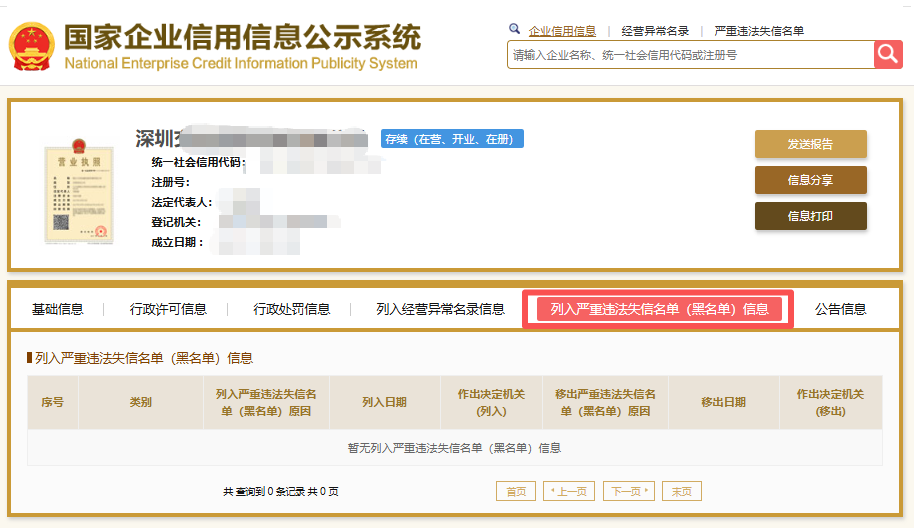 国家企业信用信息公示系统
National Enterprise Credit Information Publicity System
企业信用信息 | 经营异常名录 | 严重违法失信名单
请输入企业名称、统一社会信用代码或注册号
营业执照
深圳
存续（在营、开业、在册）
统一社会信用代码：
注册号：
法定代表人：
登记机关：
成立日期：
发送报告
信息分享
信息打印
基础信息 | 行政许可信息 | 行政处罚信息 | 列入经营异常名录信息 列入严重违法失信名单（黑名单）信息 公告信息
列入严重违法失信名单（黑名单）信息
序号 类别 列入严重违法失信名单（黑名单）原因 列入日期 作出决定机关(列入) 移出严重违法失信名单（黑名单）原因 移出日期 作出决定机关(移出)
暂无列入严重违法失信名单（黑名单）信息
共 查询到 0 条记录 共 0 页
首页 上一页 下一页 末页